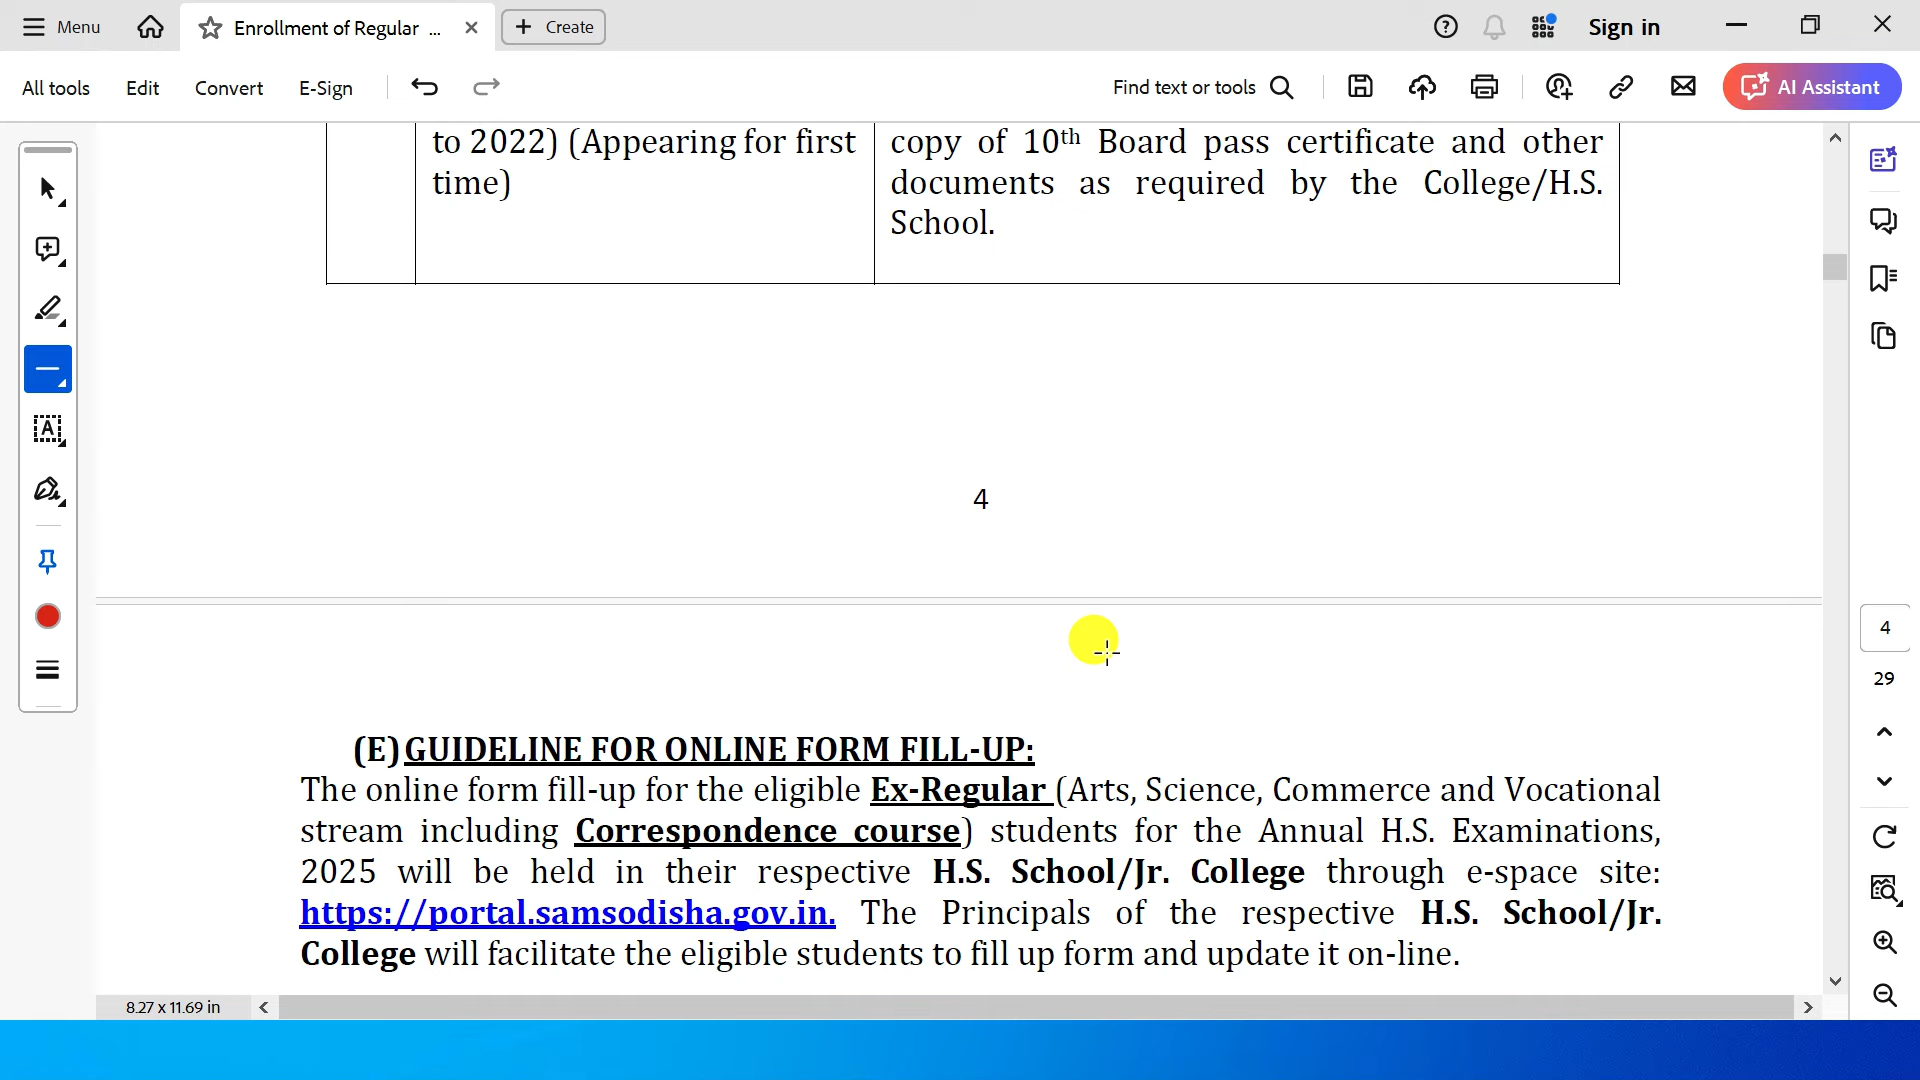 Menu
Enrollment of Regular ...
Create
Sign in
All tools
Edit
Convert
E-Sign
Find text or tools
AI Assistant
to 2022) (Appearing for first
time)
copy of 10th Board pass certificate and other
documents as required by the College/H.S.
School.
4
(E) GUIDELINE FOR ONLINE FORM FILL-UP:
The online form fill-up for the eligible Ex-Regular (Arts, Science, Commerce and Vocational
stream including Correspondence course) students for the Annual H.S. Examinations,
2025 will be held in their respective H.S. School/Jr. College through e-space site:
https://portal.samsodisha.gov.in. The Principals of the respective H.S. School/Jr.
College will facilitate the eligible students to fill up form and update it on-line.
4
29
8.27 x 11.69 in